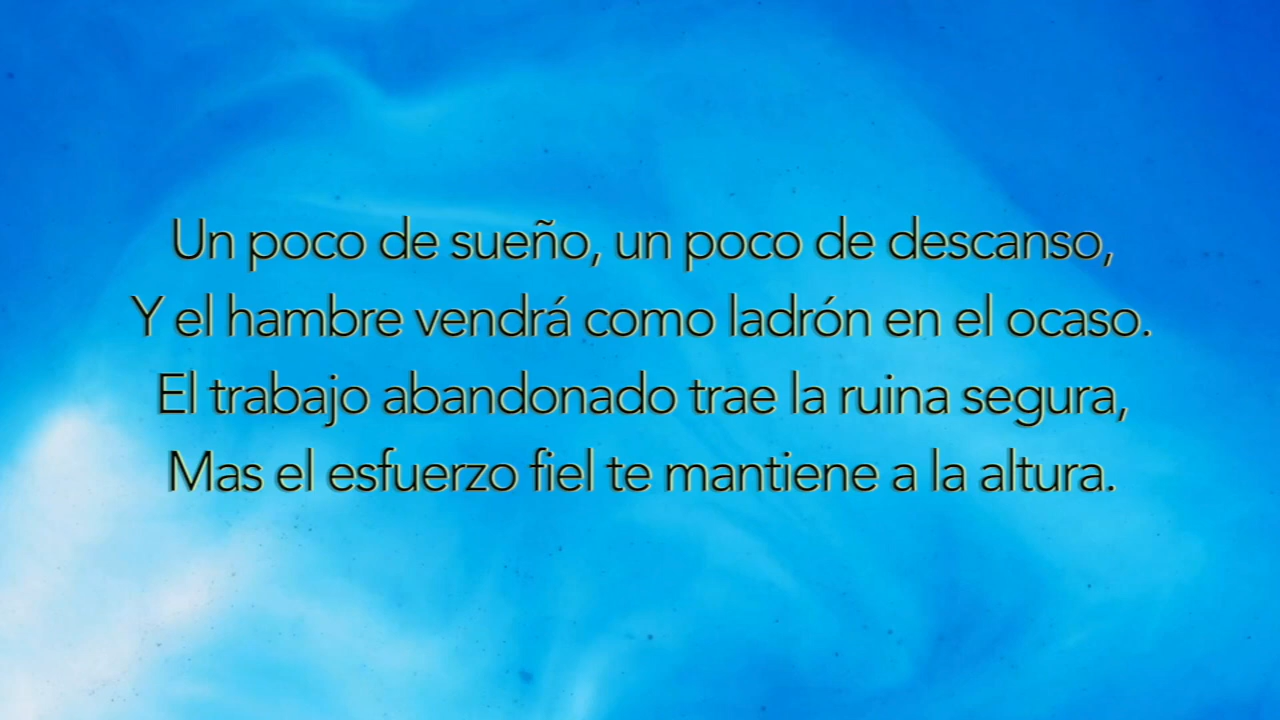 Un poco de sueño, un poco de descanso,
Y el hambre vendrá como ladrón en el ocaso.
El trabajo abandonado trae la ruina segura,
Mas el esfuerzo fiel te mantiene a la altura.